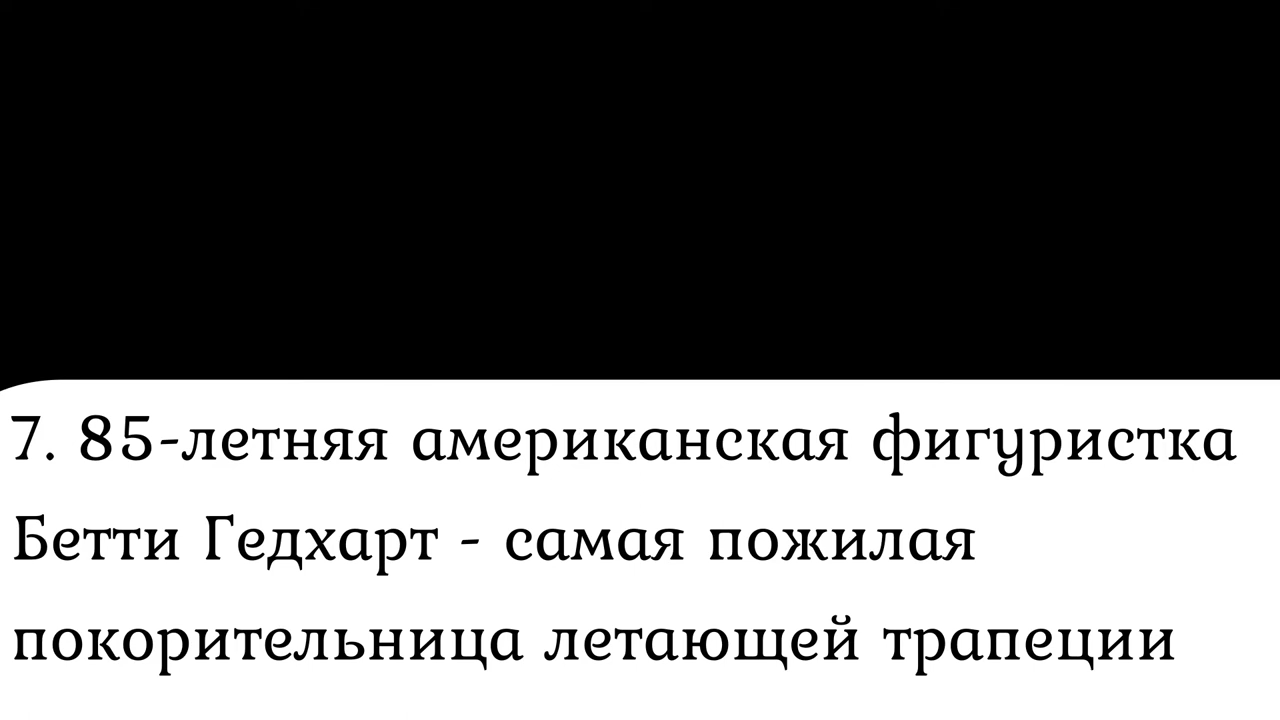 7. 85-летняя американская фигуристка
Бетти Гедхарт - самая пожилая
покорительница летающей трапеции